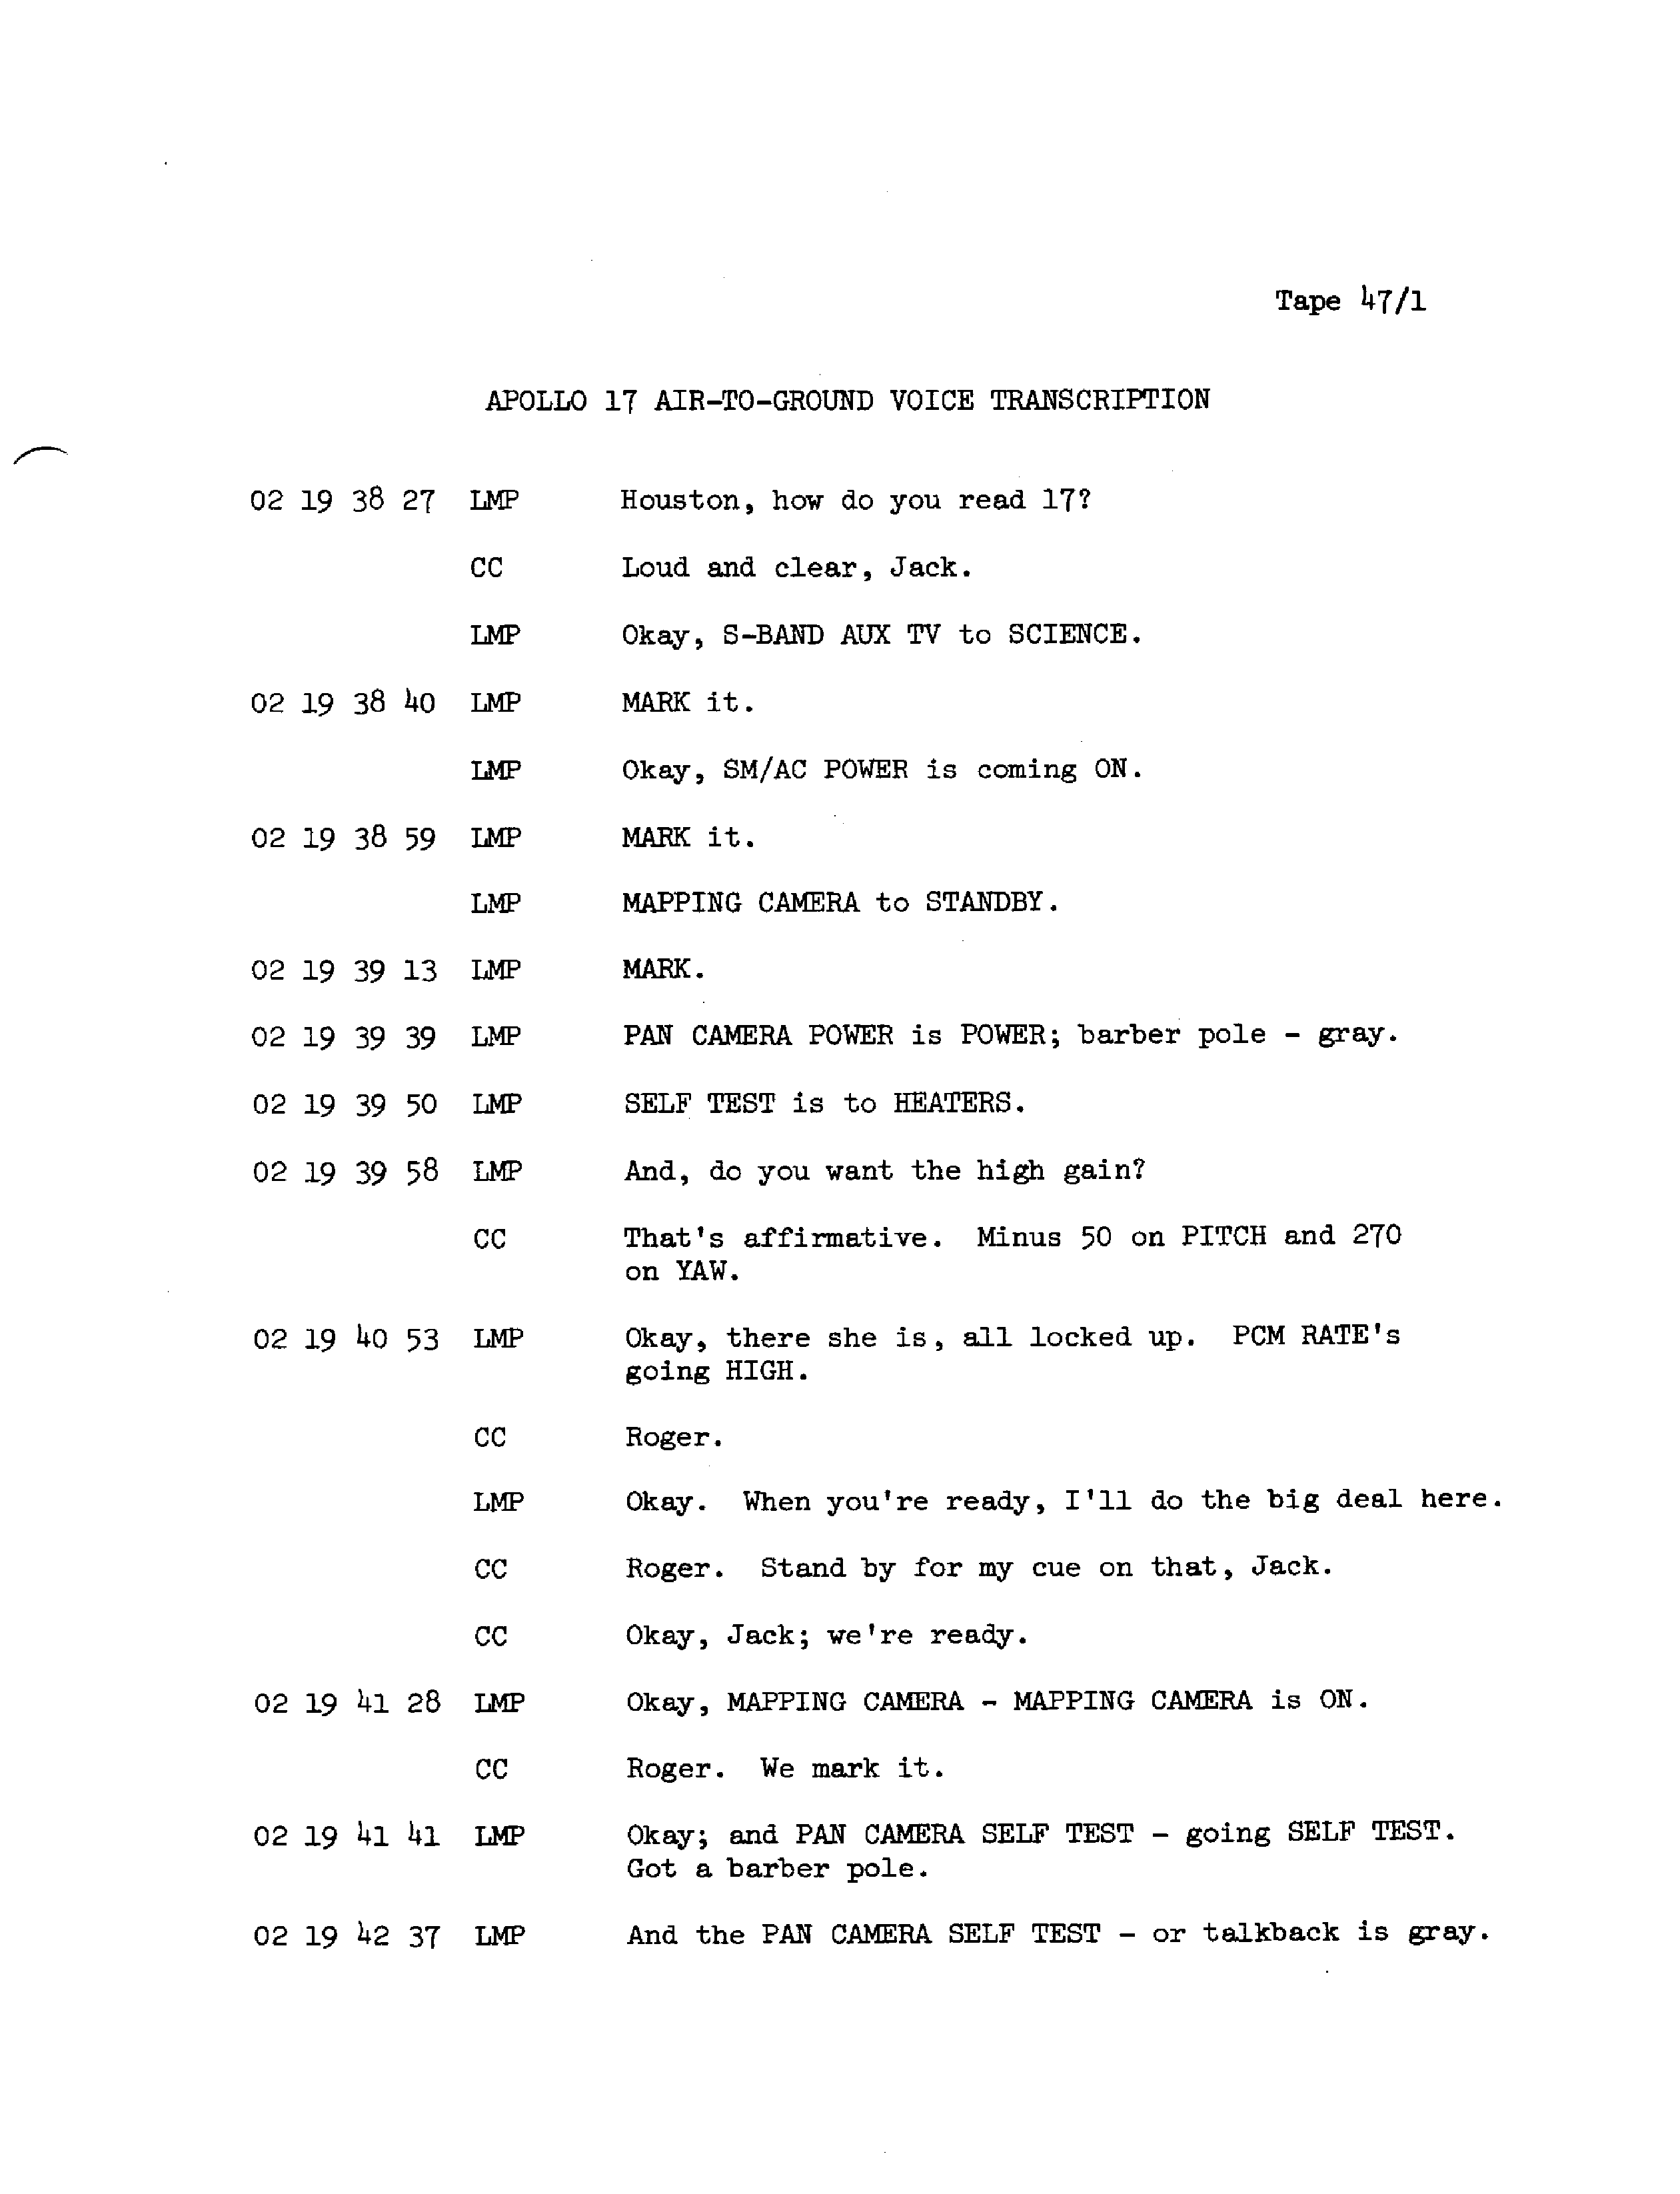 Tape 47/1
APOLLO 17 AIR-TO-GROUND VOICE TRANSCRIPTION
02 19 38 27 LMP Houston, how do you read 17?
CC Loud and clear, Jack.
LMP Okay, S-BAND AUX TV to SCIENCE.
02 19 38 40 LMP MARK it.
LMP Okay, SM/AC POWER is coming ON.
02 19 38 59 LMP MARK it.
LMP MAPPING CAMERA to STANDBY.
02 19 39 13 LMP MARK.
02 19 39 39 LMP PAN CAMERA POWER is POWER; barber pole - gray.
02 19 39 50 LMP SELF TEST is to HEATERS.
02 19 39 58 LMP And, do you want the high gain?
CC That's affirmative. Minus 50 on PITCH and 270
on YAW.
02 19 40 53 LMP Okay, there she is, all locked up. PCM RATE's
going HIGH.
CC Roger.
LMP Okay. When you're ready, I'll do the big deal here.
CC Roger. Stand by for my cue on that, Jack.
CC Okay, Jack; we're ready.
02 19 41 28 LMP Okay, MAPPING CAMERA - MAPPING CAMERA is ON.
CC Roger. We mark it.
02 19 41 41 LMP Okay; and PAN CAMERA SELF TEST - going SELF TEST.
Got a barber pole.
02 19 42 37 LMP And the PAN CAMERA SELF TEST - or talkback is gray.